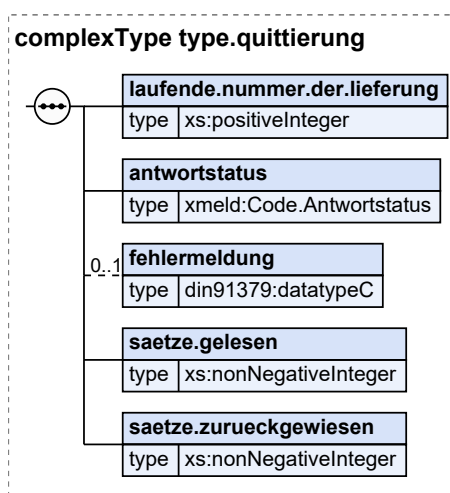 complexType type.quittierung
laufende.nummer.der.lieferung
type xs:positiveInteger
antwortstatus
type xmeld:Code.Antwortstatus
0..1 fehlermeldung
type din91379:datatypeC
saetze.gelesen
type xs:nonNegativeInteger
saetze.zurueckgewiesen
type xs:nonNegativeInteger